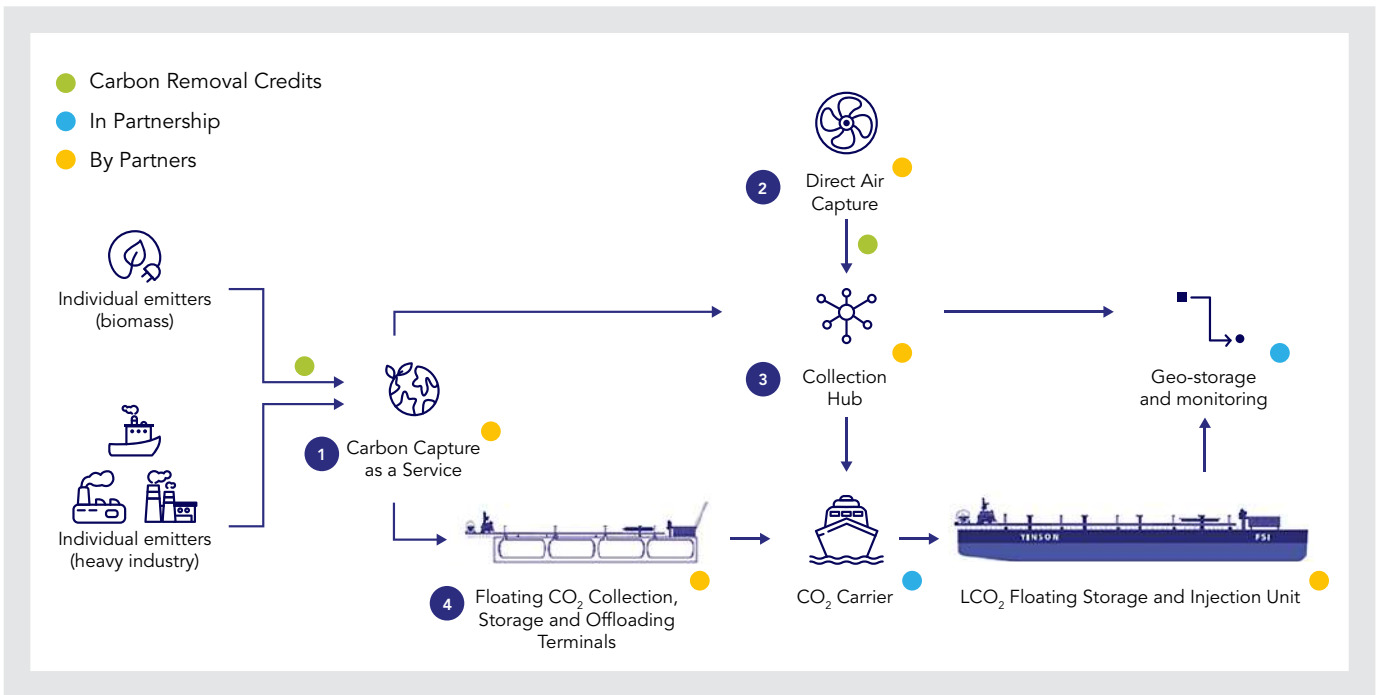 Carbon Removal Credits
In Partnership
By Partners
2
Direct Air
Capture
Individual emitters
(biomass)
1
Carbon Capture
as a Service
3
Collection
Hub
Geo-storage
and monitoring
Individual emitters
(heavy industry)
YINSON
FSI
4
Floating CO₂ Collection,
Storage and Offloading
Terminals
CO₂ Carrier
LCO₂ Floating Storage and Injection Unit